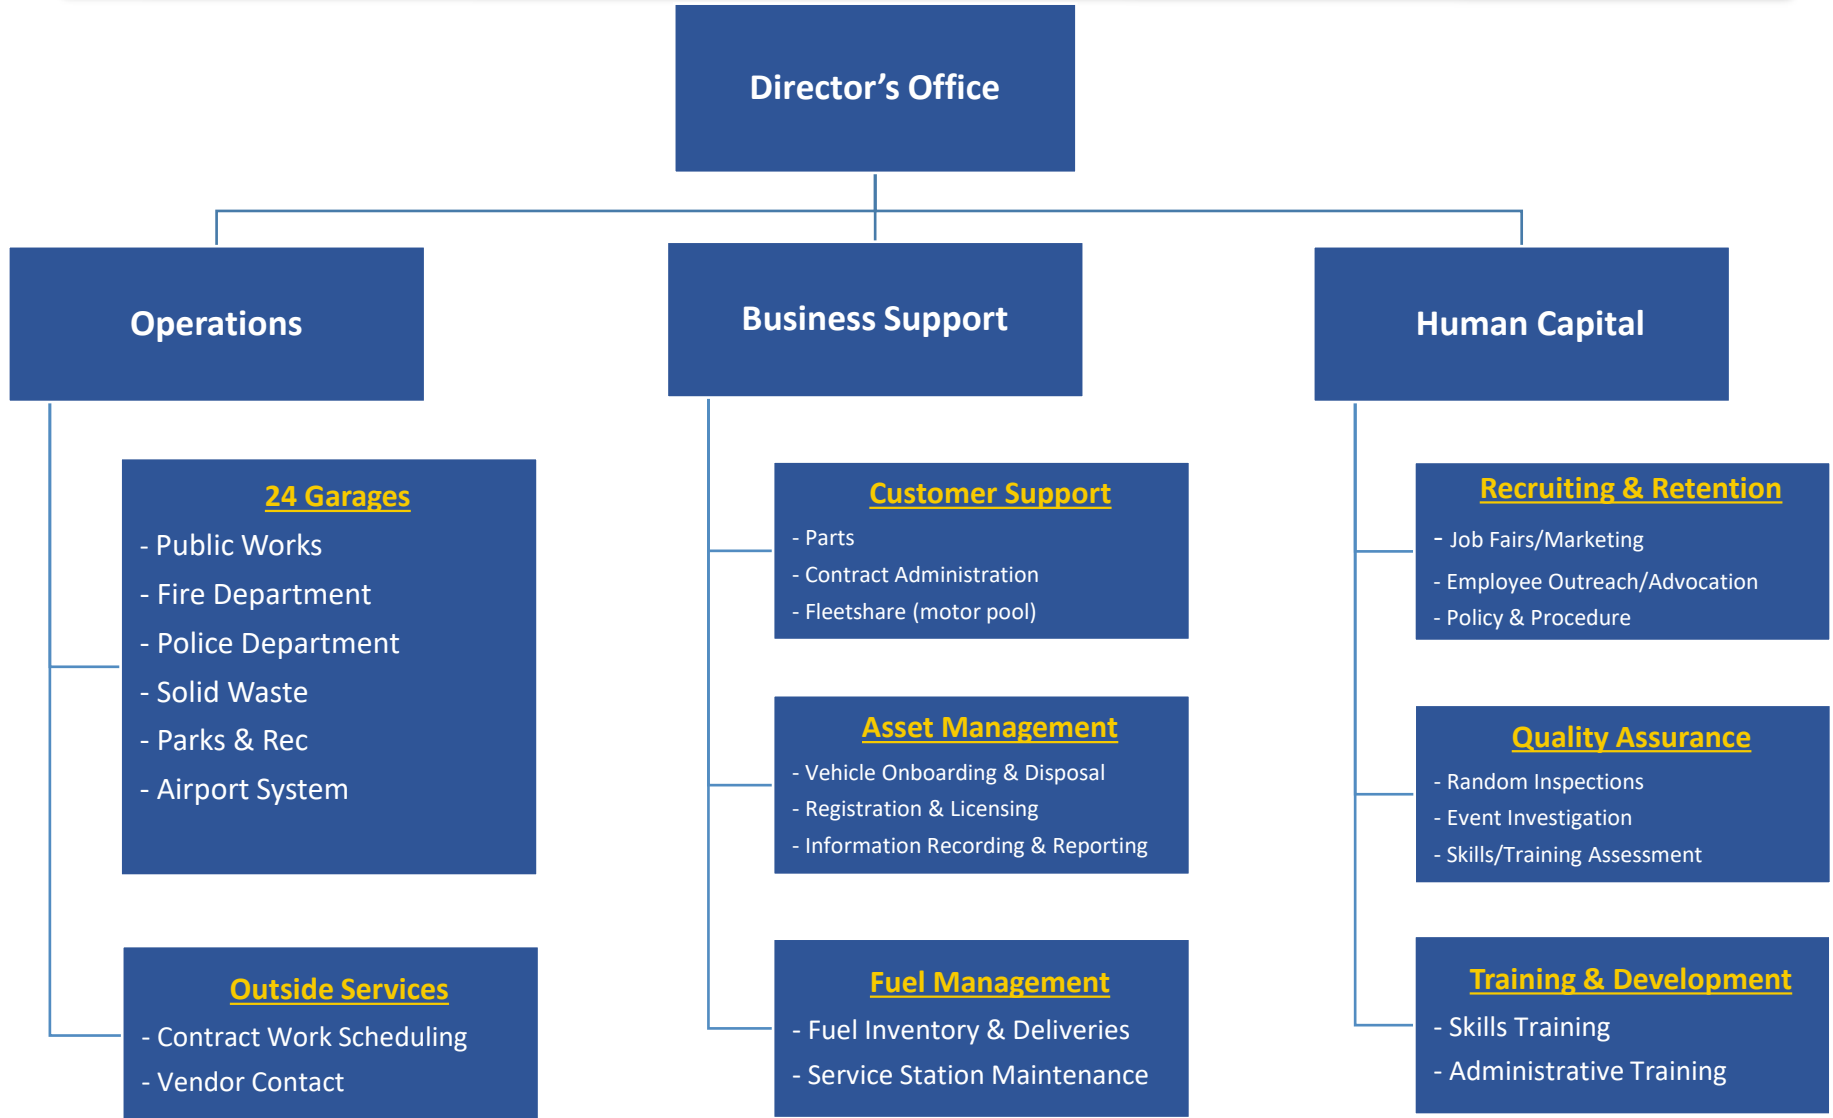 Director’s Office
Operations
24 Garages
- Public Works
- Fire Department
- Police Department
- Solid Waste
- Parks & Rec
- Airport System
Outside Services
- Contract Work Scheduling
- Vendor Contact
Business Support
Customer Support
- Parts
- Contract Administration
- Fleetshare (motor pool)
Asset Management
- Vehicle Onboarding & Disposal
- Registration & Licensing
- Information Recording & Reporting
Fuel Management
- Fuel Inventory & Deliveries
- Service Station Maintenance
Human Capital
Recruiting & Retention
- Job Fairs/Marketing
- Employee Outreach/Advocation
- Policy & Procedure
Quality Assurance
- Random Inspections
- Event Investigation
- Skills/Training Assessment
Training & Development
- Skills Training
- Administrative Training